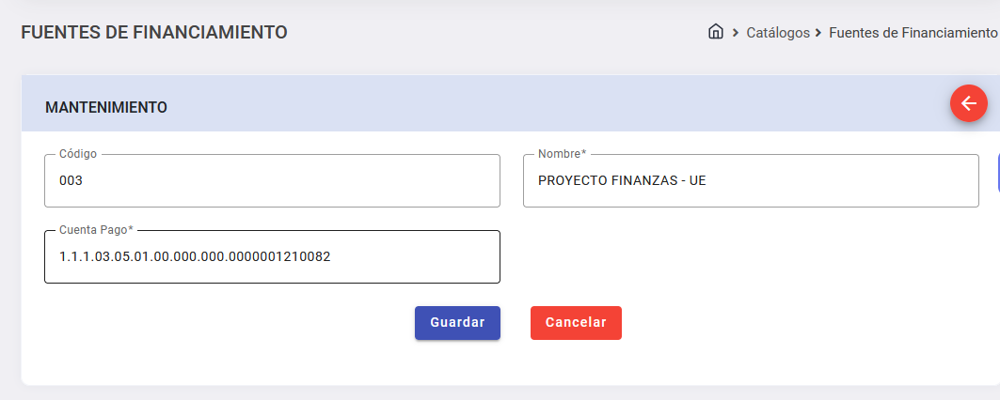 FUENTES DE FINANCIAMIENTO
Catálogos
Fuentes de Financiamiento
MANTENIMIENTO
Código
003
Nombre*
PROYECTO FINANZAS - UE
Cuenta Pago*
1.1.1.03.05.01.00.000.000.0000001210082
Guardar
Cancelar